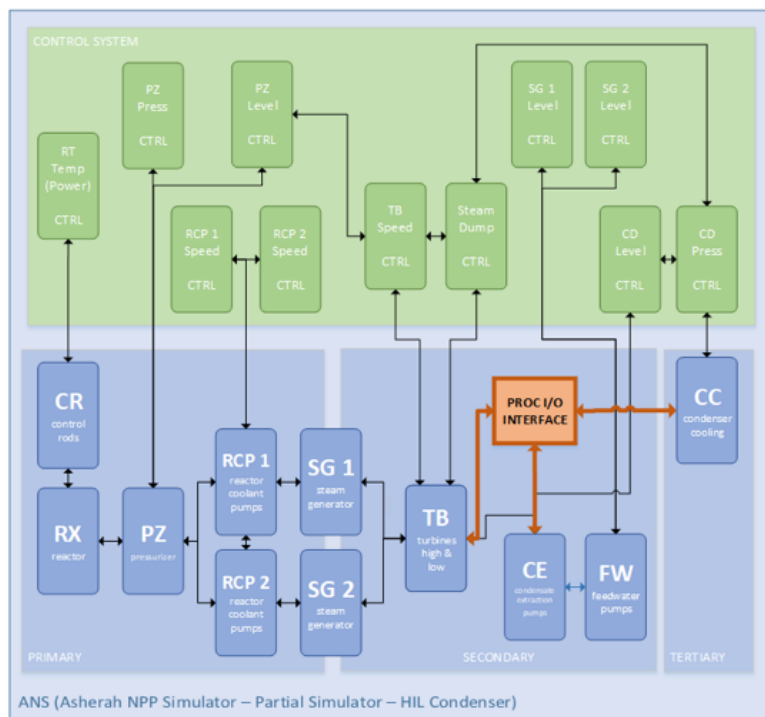 CONTROL SYSTEM
RT
Temp
(Power)
CTRL
PZ
Press
CTRL
PZ
Level
CTRL
RCP 1
Speed
CTRL
RCP 2
Speed
CTRL
TB
Speed
CTRL
Steam
Dump
CTRL
SG 1
Level
CTRL
SG 2
Level
CTRL
CD
Level
CTRL
CD
Press
CTRL
CR
control
rods
RX
reactor
PZ
pressurizer
RCP 1
reactor
coolant
pumps
RCP 2
reactor
coolant
pumps
SG 1
steam
generator
SG 2
steam
generator
PRIMARY
TB
turbines
high &
low
PROC I/O
INTERFACE
CE
condensate
extraction
pumps
FW
feedwater
pumps
SECONDARY
CC
condenser
cooling
TERTIARY
ANS (Asherah NPP Simulator – Partial Simulator – HIL Condenser)